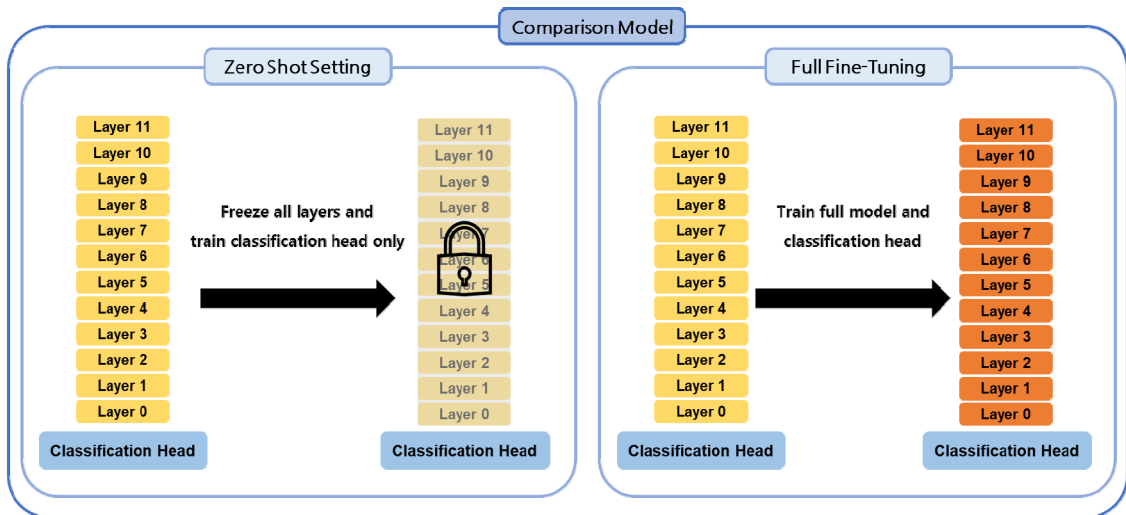 Comparison Model
Zero Shot Setting
Layer 11
Layer 10
Layer 9
Layer 8
Layer 7
Layer 6
Layer 5
Layer 4
Layer 3
Layer 2
Layer 1
Layer 0
Classification Head
Freeze all layers and
train classification head only
Layer 11
Layer 10
Layer 9
Layer 8
Layer 7
Layer 6
Layer 5
Layer 4
Layer 3
Layer 2
Layer 1
Layer 0
Classification Head
Full Fine-Tuning
Layer 11
Layer 10
Layer 9
Layer 8
Layer 7
Layer 6
Layer 5
Layer 4
Layer 3
Layer 2
Layer 1
Layer 0
Classification Head
Train full model and
classification head
Layer 11
Layer 10
Layer 9
Layer 8
Layer 7
Layer 6
Layer 5
Layer 4
Layer 3
Layer 2
Layer 1
Layer 0
Classification Head